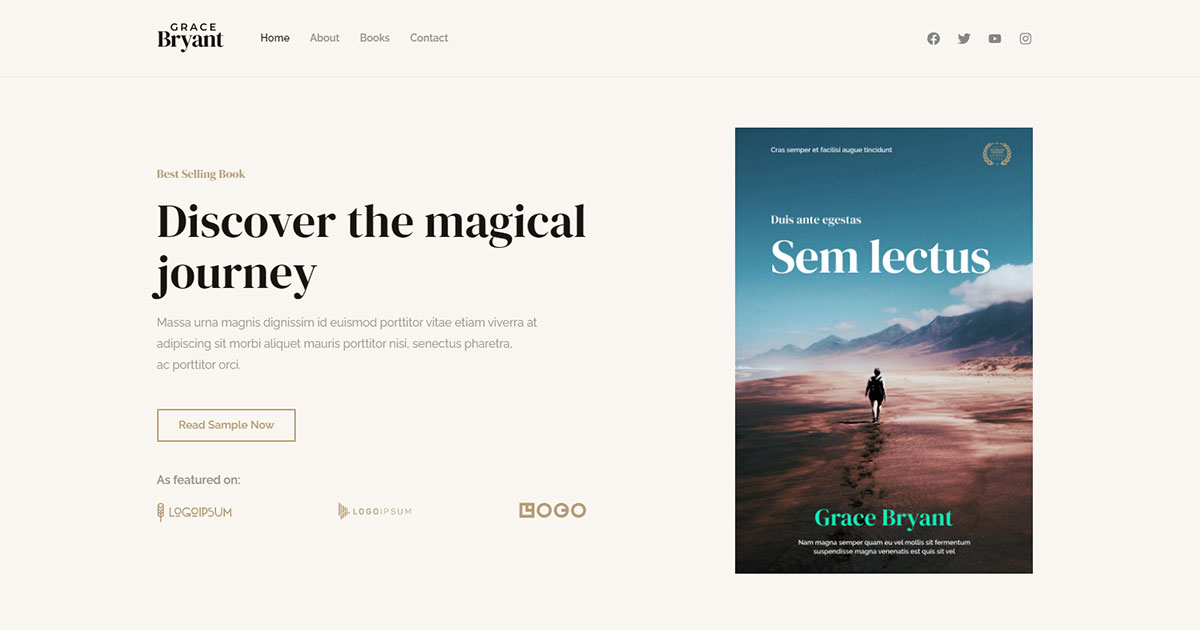 GRACE
Bryant
Home About Books Contact
Best Selling Book
Discover the magical
journey
Massa urna magnis dignissim id euismod porttitor vitae etiam viverra at
adipiscing sit morbi aliquet mauris porttitor nisi, senectus pharetra,
ac porttitor orci.
Read Sample Now
As featured on:
LOGOIPSUM
LOGOIPSUM
LOGO
Cras semper et facilisi augue tincidunt
Duis ante egestas
Sem lectus
Grace Bryant
Nam magna semper quam eu vel mollis sit fermentum
suspendisse magna venenatis est quis sit vel